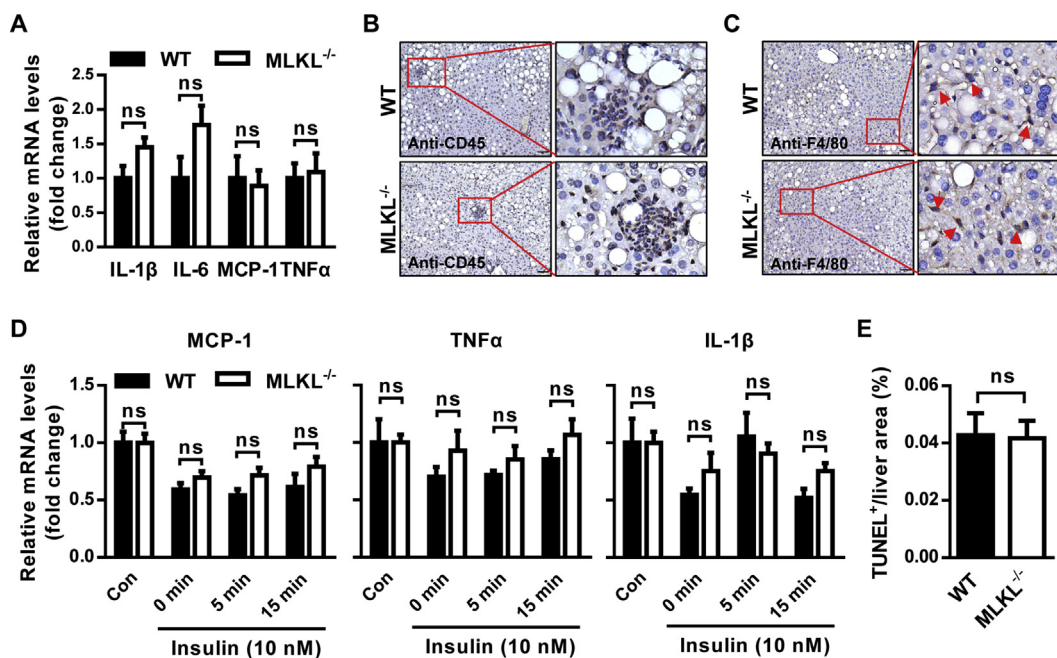 A
WT MLKL-/-
Relative mRNA levels
(fold change)
2.5
2.0
1.5
1.0
0.5
0.0
ns ns ns ns
IL-1β IL-6 MCP-1 TNFα
B
WT
Anti-CD45
MLKL-/-
Anti-CD45
C
WT
Anti-F4/80
MLKL-/-
Anti-F4/80
D
MCP-1
WT MLKL-/-
Relative mRNA levels
(fold change)
1.5
1.0
0.5
0.0
ns ns ns ns
Con 0 min 5 min 15 min
Insulin (10 nM)
TNFα
ns ns ns ns
Con 0 min 5 min 15 min
Insulin (10 nM)
IL-1β
ns ns ns ns
Con 0 min 5 min 15 min
Insulin (10 nM)
E
TUNEL+/liver area (%)
0.06
0.04
0.02
0.00
ns
WT MLKL-/-